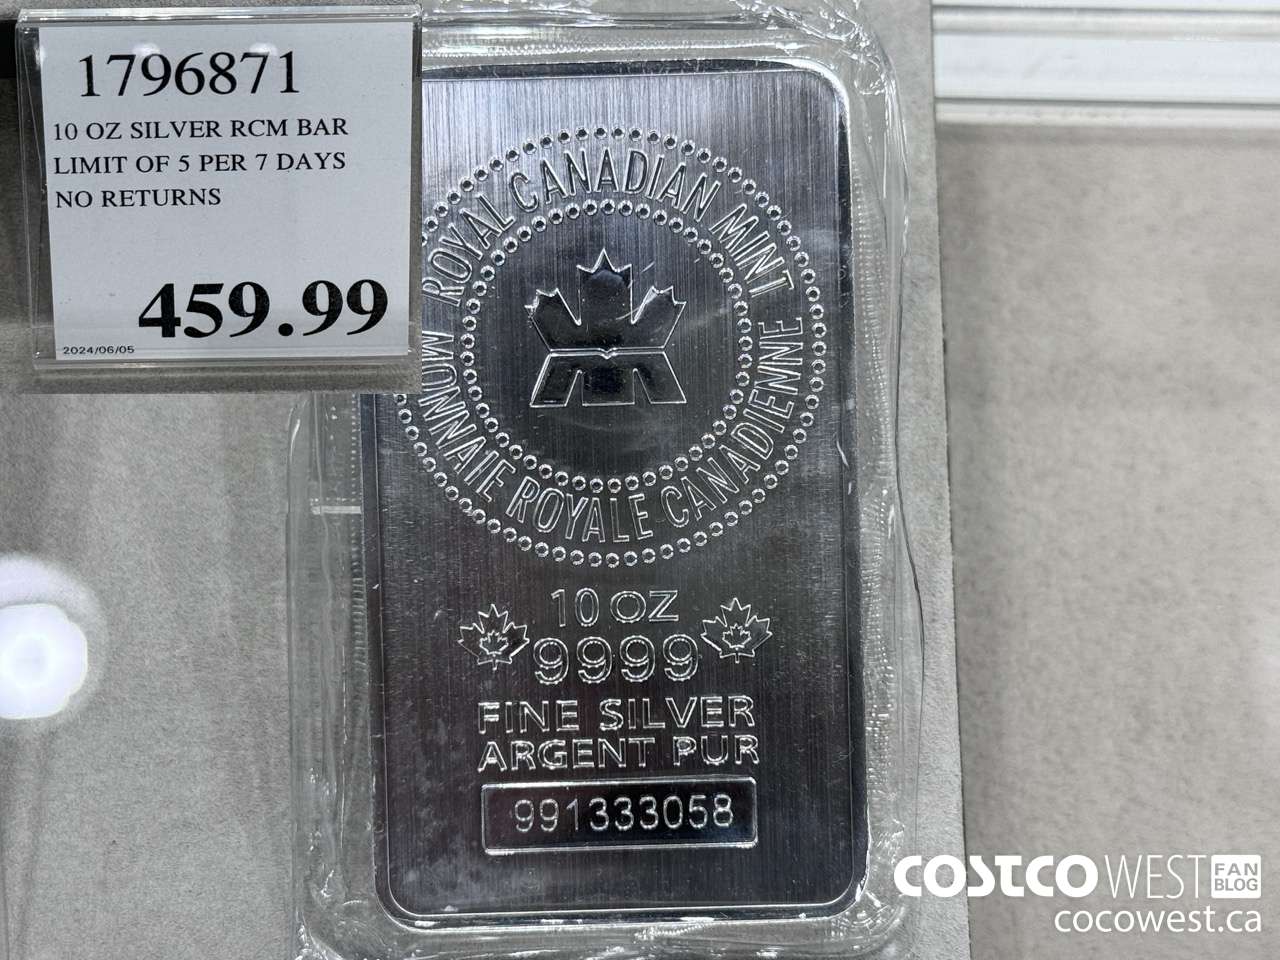 1796871
10 OZ SILVER RCM BAR
LIMIT OF 5 PER 7 DAYS
NO RETURNS
459.99
2024/06/05
ROYAL CANADIAN MINT
MONNAIE ROYALE CANADIENNE
10 OZ
9999
FINE SILVER
ARGENT PUR
991333058
COSTCO WEST FAN BLOG
cocowest.ca